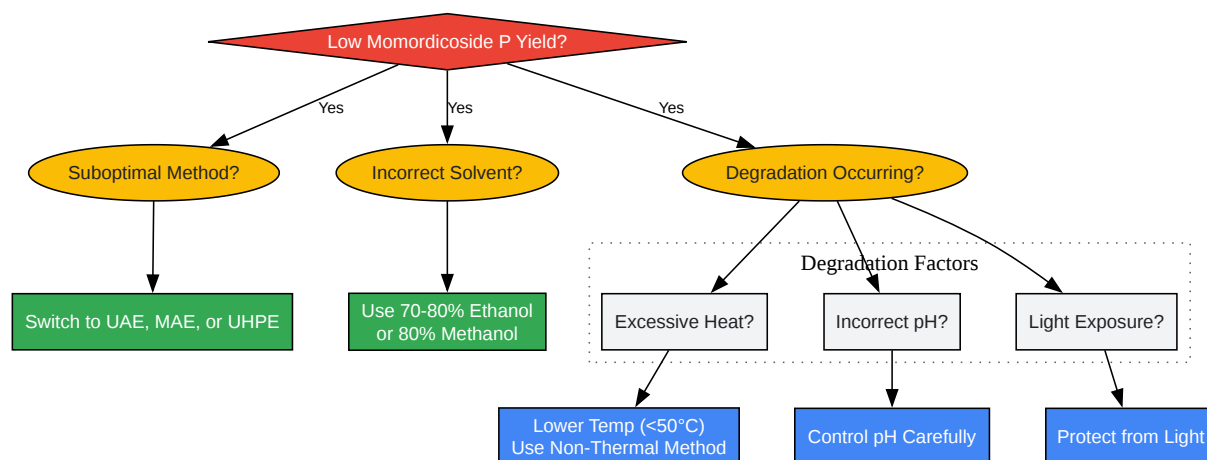 Low Momordicoside P Yield?
Yes
Yes
Yes
Suboptimal Method?
Incorrect Solvent?
Degradation Occurring?
Degradation Factors
Switch to UAE, MAE, or UHPE
Use 70-80% Ethanol
or 80% Methanol
Excessive Heat?
Incorrect pH?
Light Exposure?
Lower Temp (<50°C)
Use Non-Thermal Method
Control pH Carefully
Protect from Light